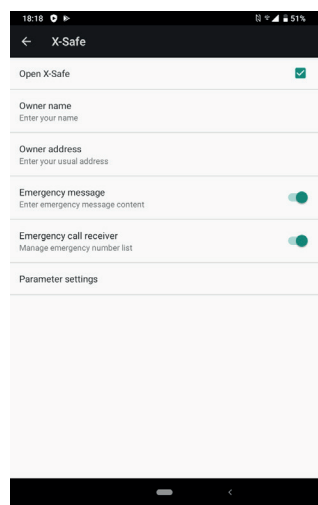 18:18 51%
X-Safe
Open X-Safe
Owner name
Enter your name
Owner address
Enter your usual address
Emergency message
Enter emergency message content
Emergency call receiver
Manage emergency number list
Parameter settings